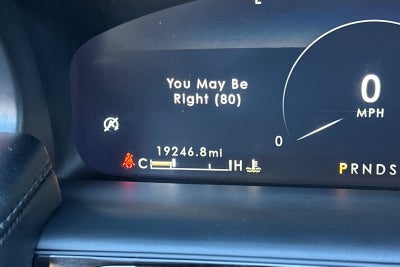 You May Be
Right (80)
0
MPH
0
19246.8mi
C H
PRNDS